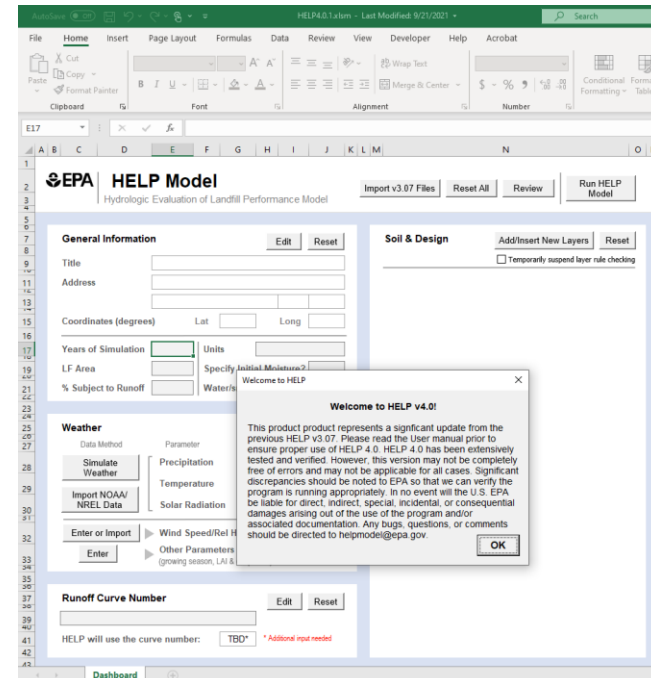 AutoSave Off HELP4.0.1.xlsm - Last Modified: 9/21/2021 Search
File Home Insert Page Layout Formulas Data Review View Developer Help Acrobat
Cut
Copy
Format Painter
Paste
B I U
A^ A^
Wrap Text
Merge & Center
$ - % 9
Conditional
Formatting
Clipboard Font Alignment Number
E17 fx
A B C D E F G H I J K L M N O
EPA HELP Model
Hydrologic Evaluation of Landfill Performance Model
Import v3.07 Files Reset All Review Run HELP
Model
General Information Edit Reset
Title
Address
Coordinates (degrees) Lat Long
Years of Simulation Units
LF Area Specify Initial Moisture?
% Subject to Runoff
Soil & Design Add/Insert New Layers Reset
Temporarily suspend layer rule checking
Weather
Data Method Parameter
Simulate
Weather
Precipitation
Temperature
Import NOAA/
NREL Data
Solar Radiation
Enter or Import Wind Speed/Rel H
Enter Other Parameters
(growing season, LAI &
Runoff Curve Number Edit Reset
HELP will use the curve number: TBD* * Additional input needed
Welcome to HELP
Welcome to HELP v4.0!
This product product represents a signficant update from the
previous HELP v3.07. Please read the User manual prior to
ensure proper use of HELP 4.0. HELP 4.0 has been extensively
tested and verified. However, this version may not be completely
free of errors and may not be applicable for all cases. Significant
discrepancies should be noted to EPA so that we can verify the
program is running appropriately. In no event will the U.S. EPA
be liable for direct, indirect, special, incidental, or consequential
damages arising out of the use of the program and/or
associated documentation. Any bugs, questions, or comments
should be directed to helpmodel@epa.gov.
OK
Dashboard